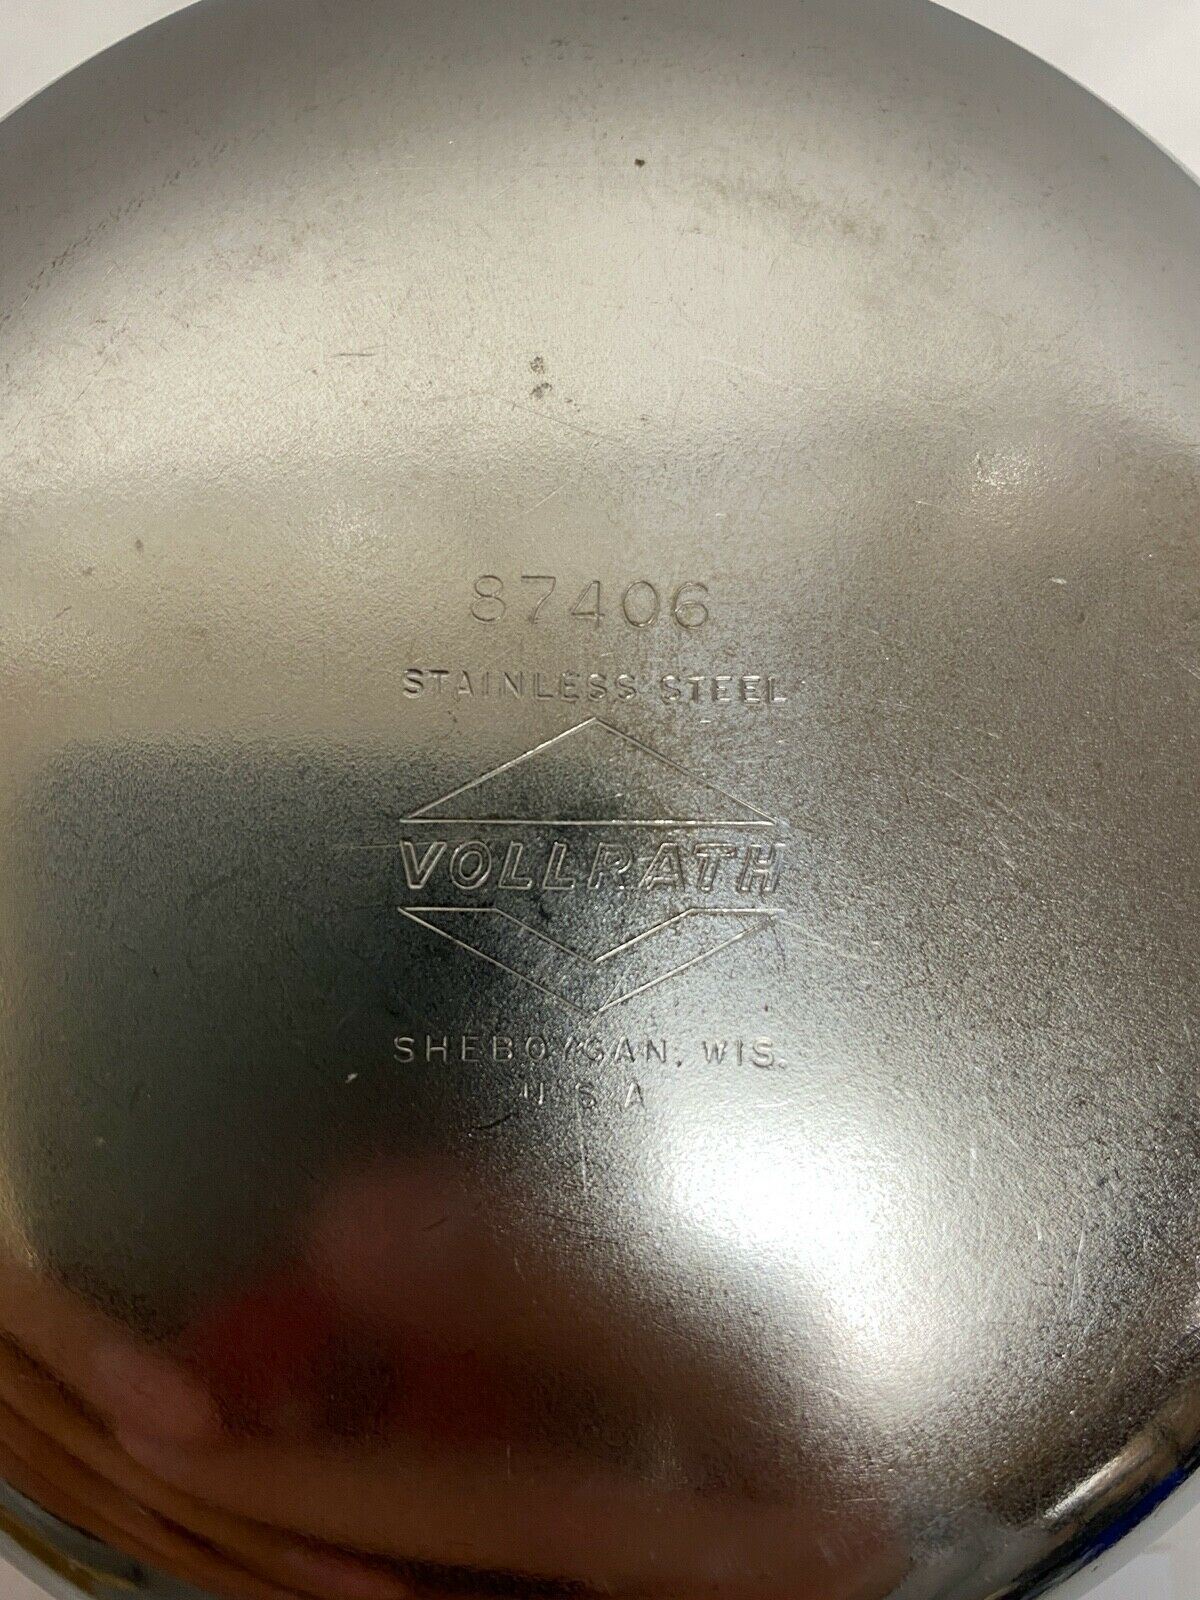 87406
STAINLESS STEEL
VOLLRATH
SHEBOYGAN, WIS.
U S A